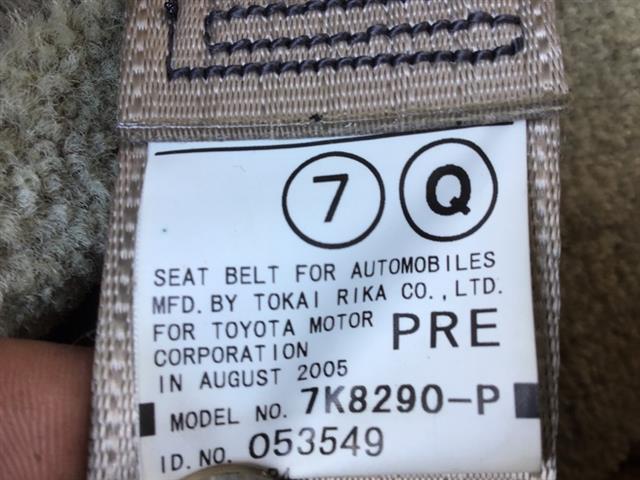 7 Q
SEAT BELT FOR AUTOMOBILES
MFD. BY TOKAI RIKA CO., LTD.
FOR TOYOTA MOTOR PRE
CORPORATION
IN AUGUST 2005
MODEL NO. 7K8290-P
ID. NO. 053549